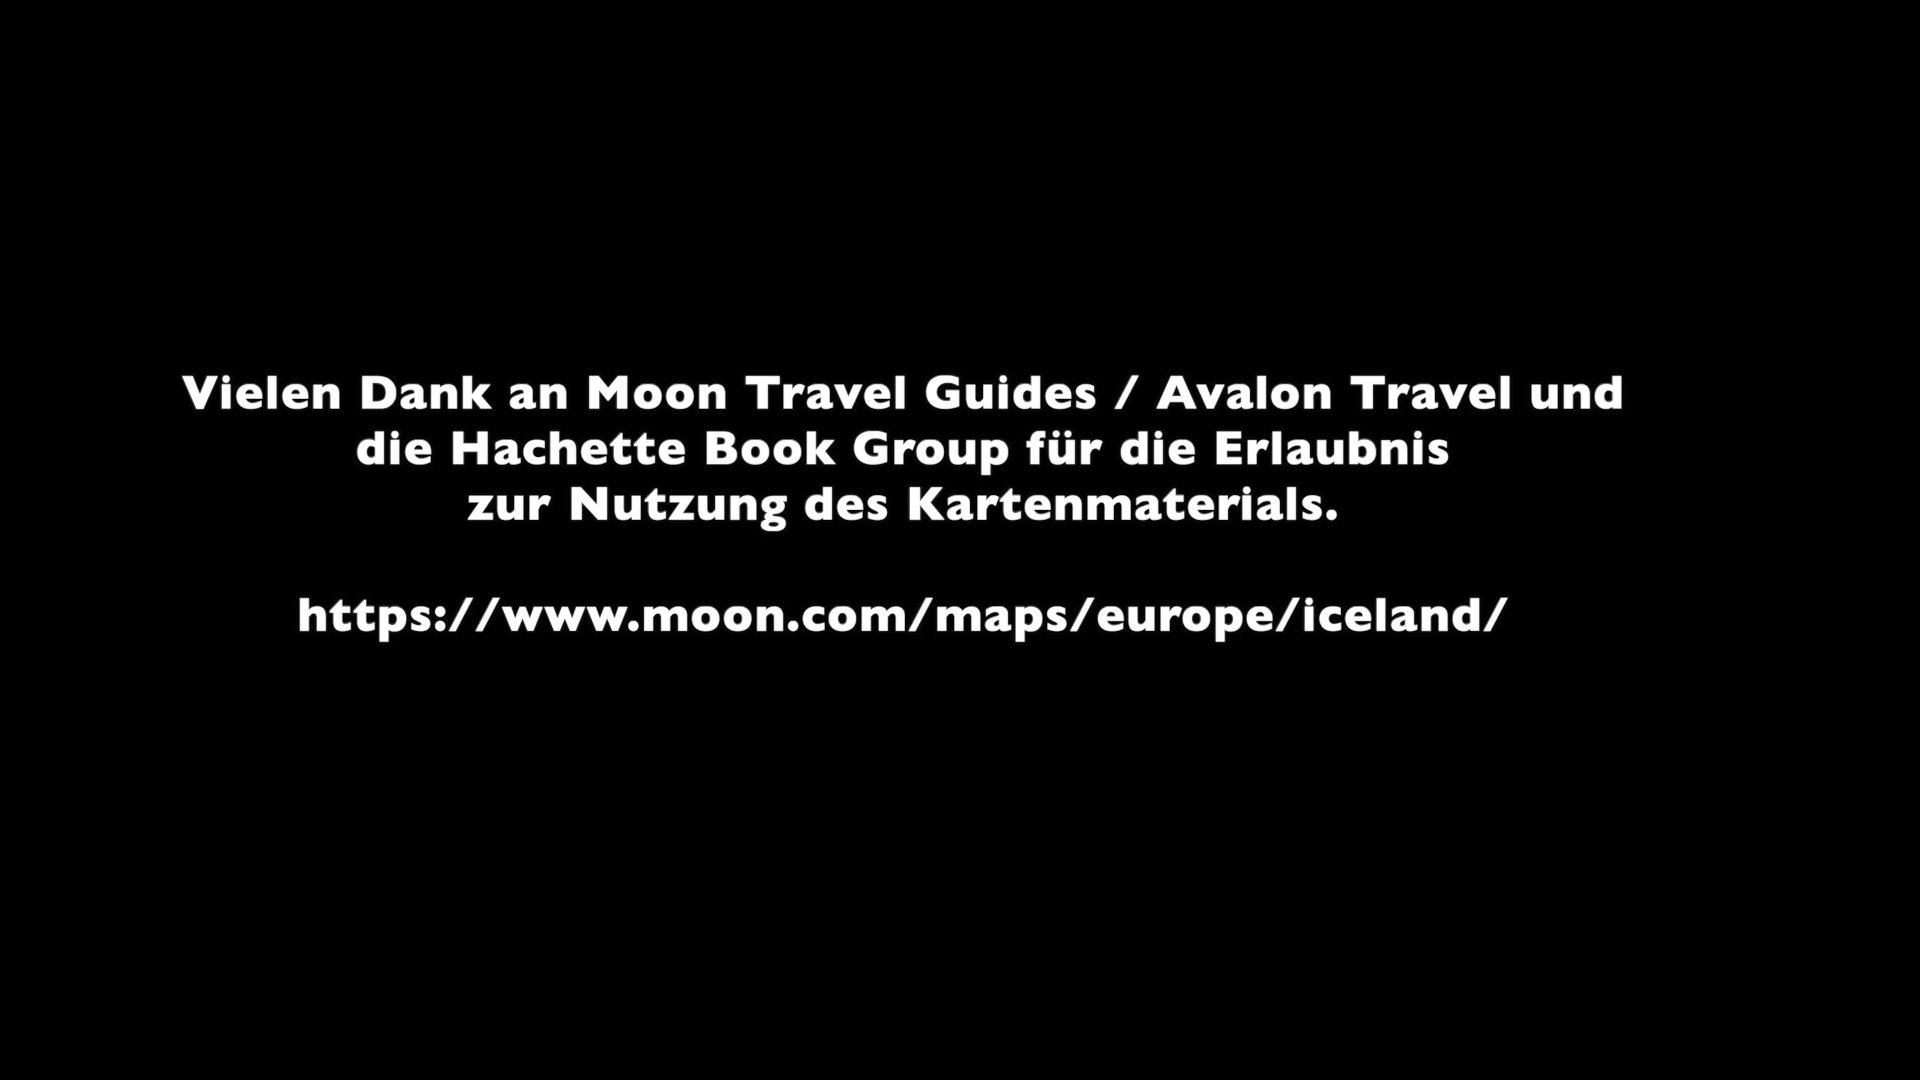 Vielen Dank an Moon Travel Guides / Avalon Travel und
die Hachette Book Group für die Erlaubnis
zur Nutzung des Kartenmaterials.
https://www.moon.com/maps/europe/iceland/